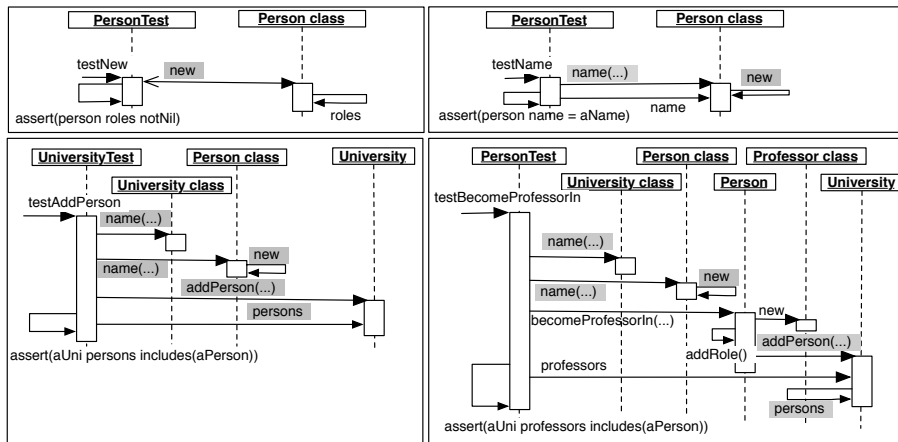 PersonTest
Person class
testNew
new
roles
assert(person roles notNil)
PersonTest
Person class
testName
name(...)
new
name
assert(person name = aName)
UniversityTest
Person class
University
University class
testAddPerson
name(...)
new
name(...)
addPerson(...)
persons
assert(aUni persons includes(aPerson))
PersonTest
Person class
Professor class
University class
Person
University
testBecomeProfessorIn
name(...)
new
name(...)
becomeProfessorIn(...)
new
addRole()
addPerson(...)
professors
persons
assert(aUni professors includes(aPerson))